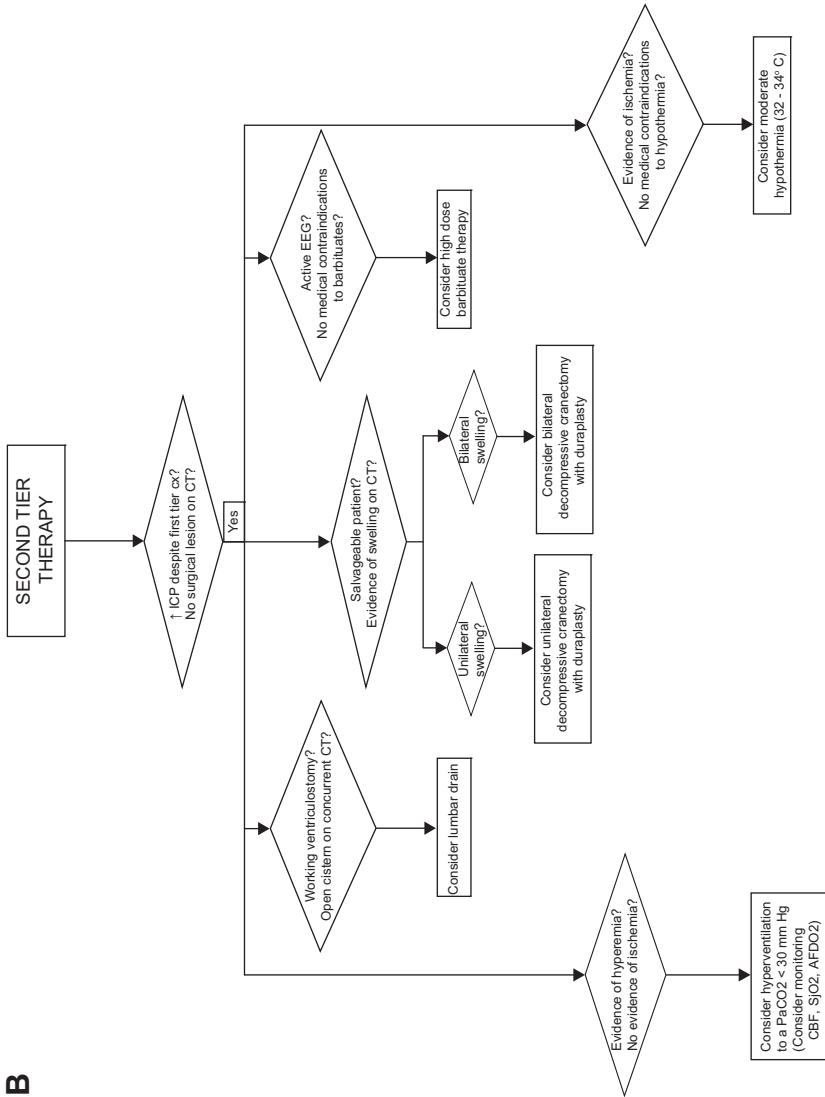 B
SECOND TIER
THERAPY
↑ ICP despite first tier cx?
No surgical lesion on CT?
Yes
Evidence of hyperemia?
No evidence of ischemia?
Consider hyperventilation
to a PaCO2 < 30 mm Hg
(Consider monitoring
CBF, SjO2, AFDO2)
Working ventriculostomy?
Open cistern on concurrent CT?
Consider lumbar drain
Salvageable patient?
Evidence of swelling on CT?
Unilateral
swelling?
Consider unilateral
decompressive cranectomy
with duraplasty
Bilateral
swelling?
Consider bilateral
decompressive cranectomy
with duraplasty
Active EEG?
No medical contraindications
to barbituates?
Consider high dose
barbituate therapy
Evidence of ischemia?
No medical contraindications
to hypothermia?
Consider moderate
hypothermia (32 - 34º C)